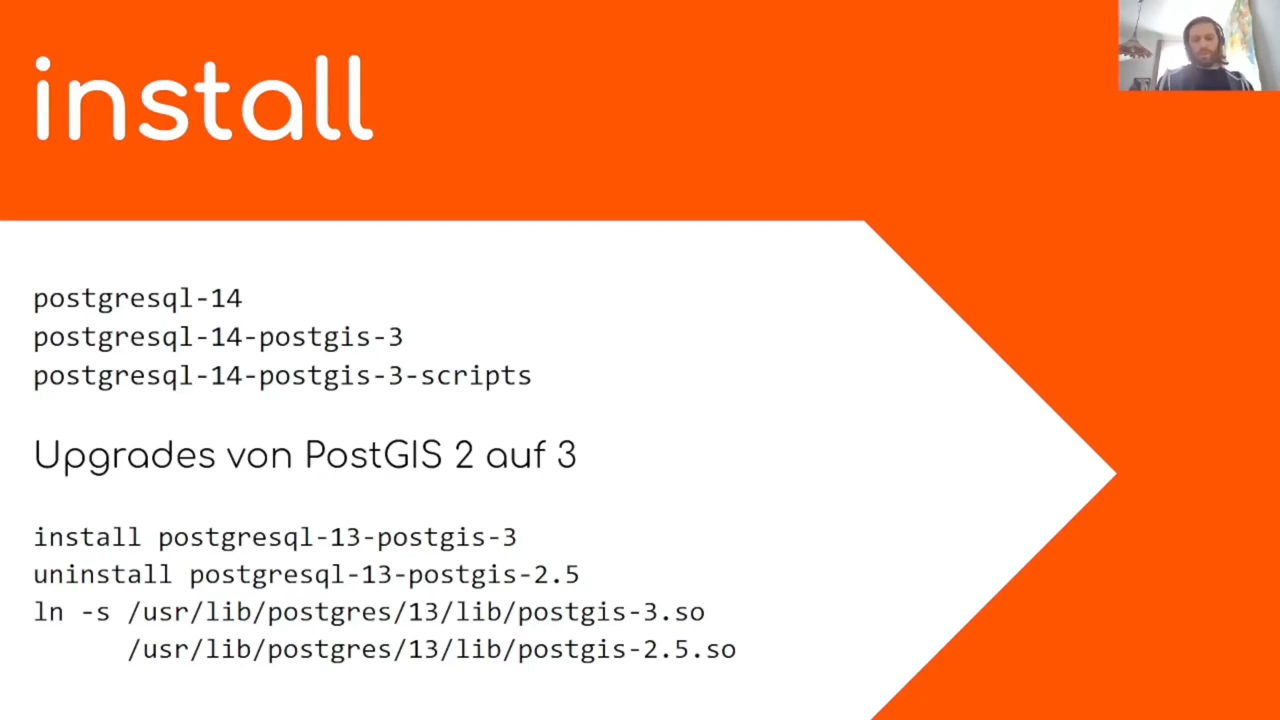 install
postgresql-14
postgresql-14-postgis-3
postgresql-14-postgis-3-scripts
Upgrades von PostGIS 2 auf 3
install postgresql-13-postgis-3
uninstall postgresql-13-postgis-2.5
ln -s /usr/lib/postgres/13/lib/postgis-3.so
/usr/lib/postgres/13/lib/postgis-2.5.so